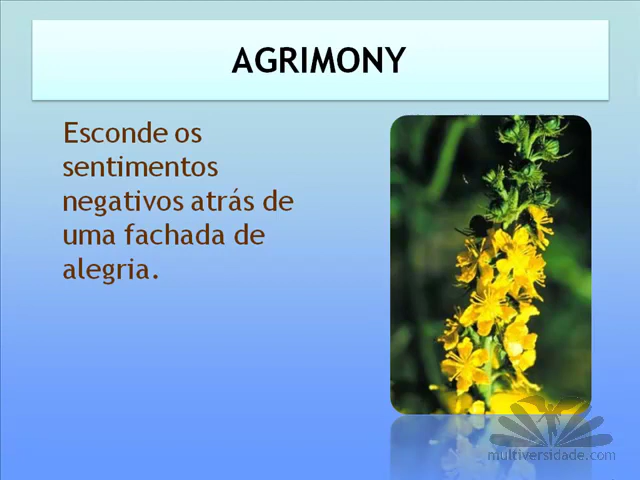 AGRIMONY
Esconde os
sentimentos
negativos atrás de
uma fachada de
alegria.
multiversidade.com